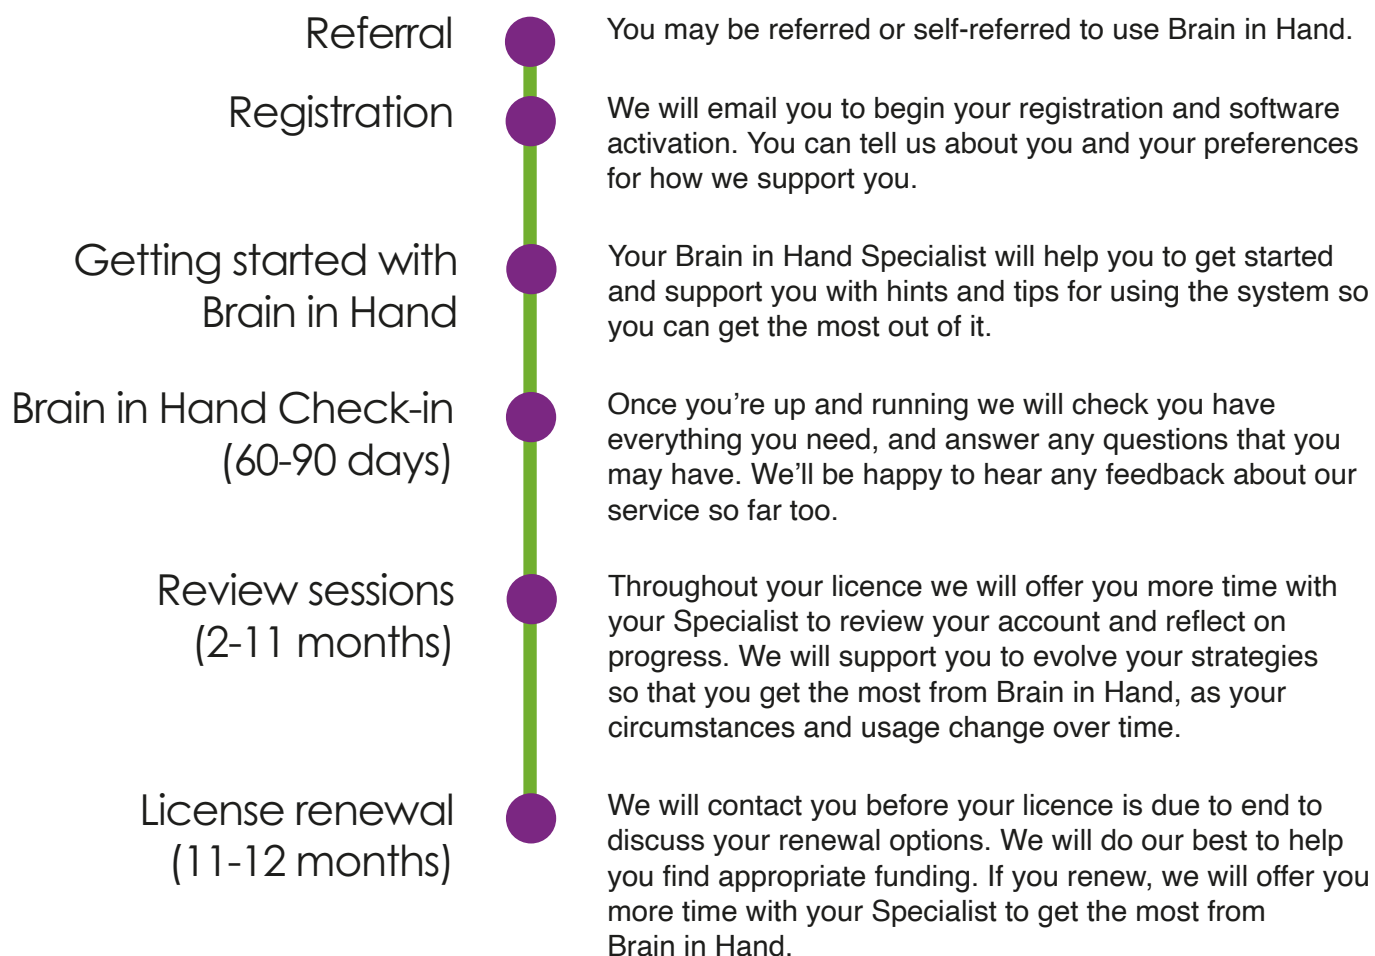 Referral
You may be referred or self-referred to use Brain in Hand.
Registration
We will email you to begin your registration and software
activation. You can tell us about you and your preferences
for how we support you.
Getting started with
Brain in Hand
Your Brain in Hand Specialist will help you to get started
and support you with hints and tips for using the system so
you can get the most out of it.
Brain in Hand Check-in
(60-90 days)
Once you’re up and running we will check you have
everything you need, and answer any questions that you
may have. We’ll be happy to hear any feedback about our
service so far too.
Review sessions
(2-11 months)
Throughout your licence we will offer you more time with
your Specialist to review your account and reflect on
progress. We will support you to evolve your strategies
so that you get the most from Brain in Hand, as your
circumstances and usage change over time.
License renewal
(11-12 months)
We will contact you before your licence is due to end to
discuss your renewal options. We will do our best to help
you find appropriate funding. If you renew, we will offer you
more time with your Specialist to get the most from
Brain in Hand.